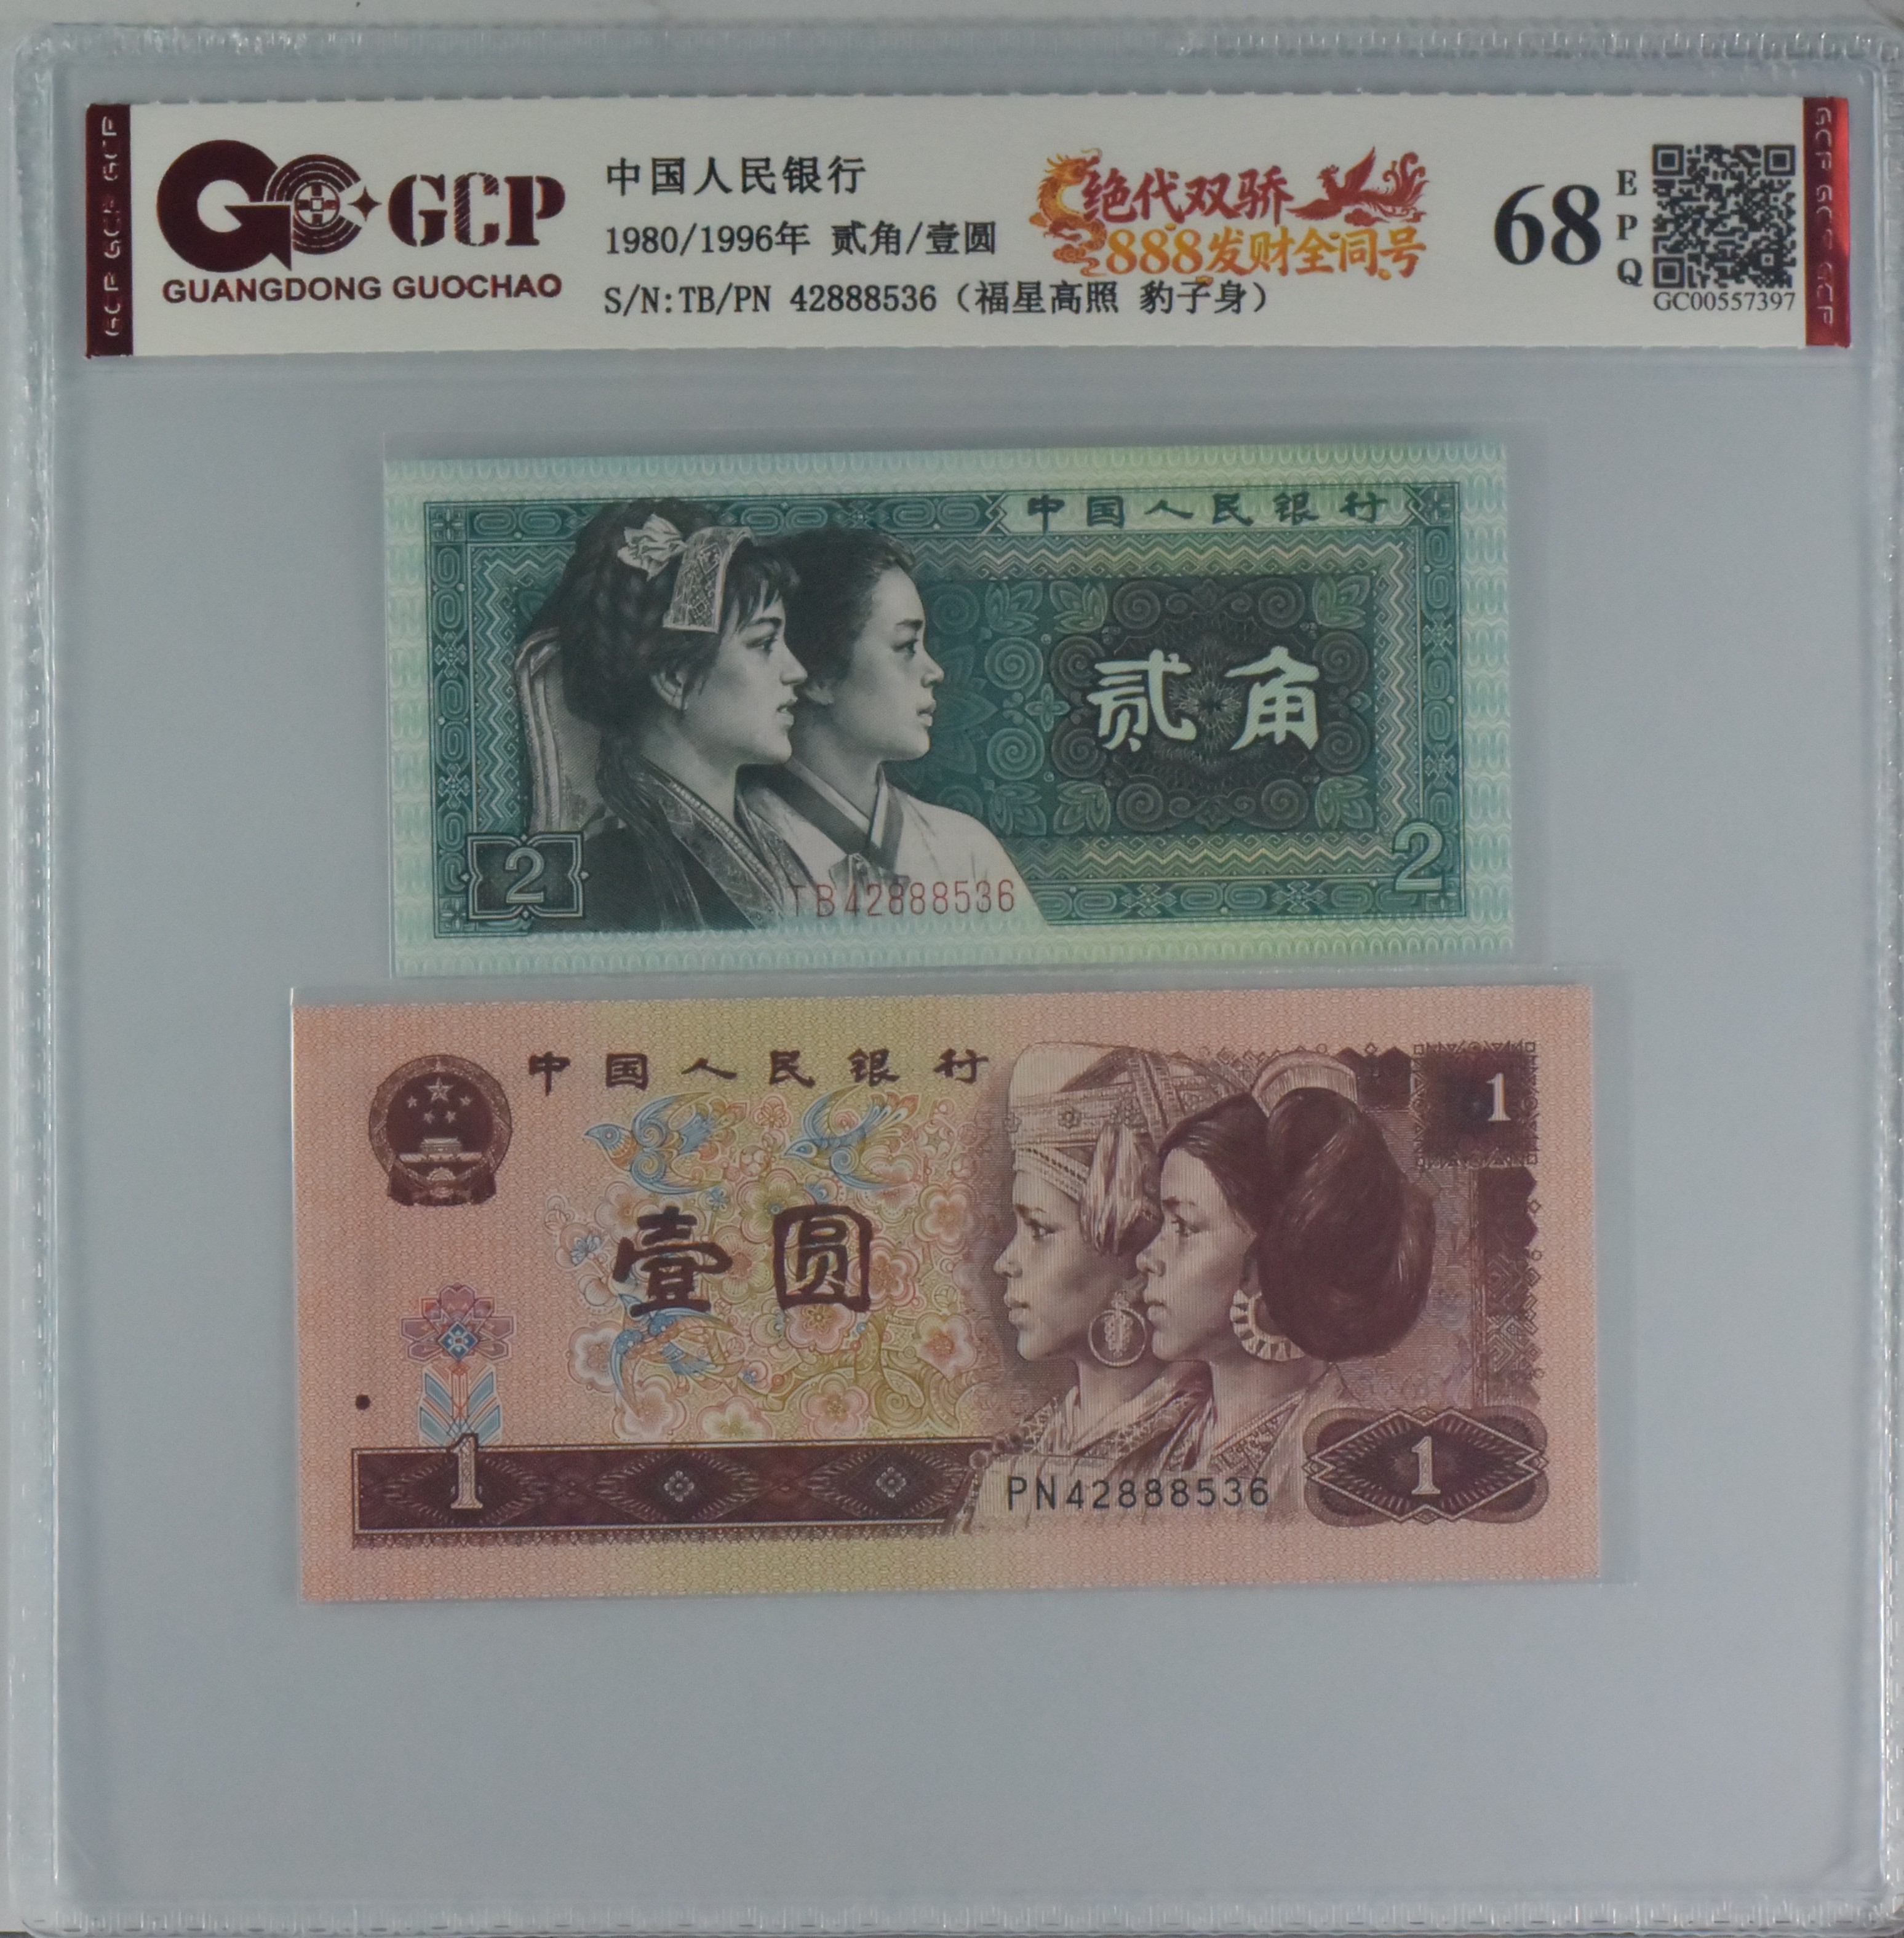 GCP
GUANGDONG GUOCHAO
中国人民银行
1980/1996年 贰角/壹圆
S/N:TB/PN 42888536（福星高照 豹子身）
绝代双骄
888发财全同号
68
EPQ
GC00557397
中国人民银行
贰角
2
2
TB42888536
中国人民银行
1
壹圆
1
PN42888536
1